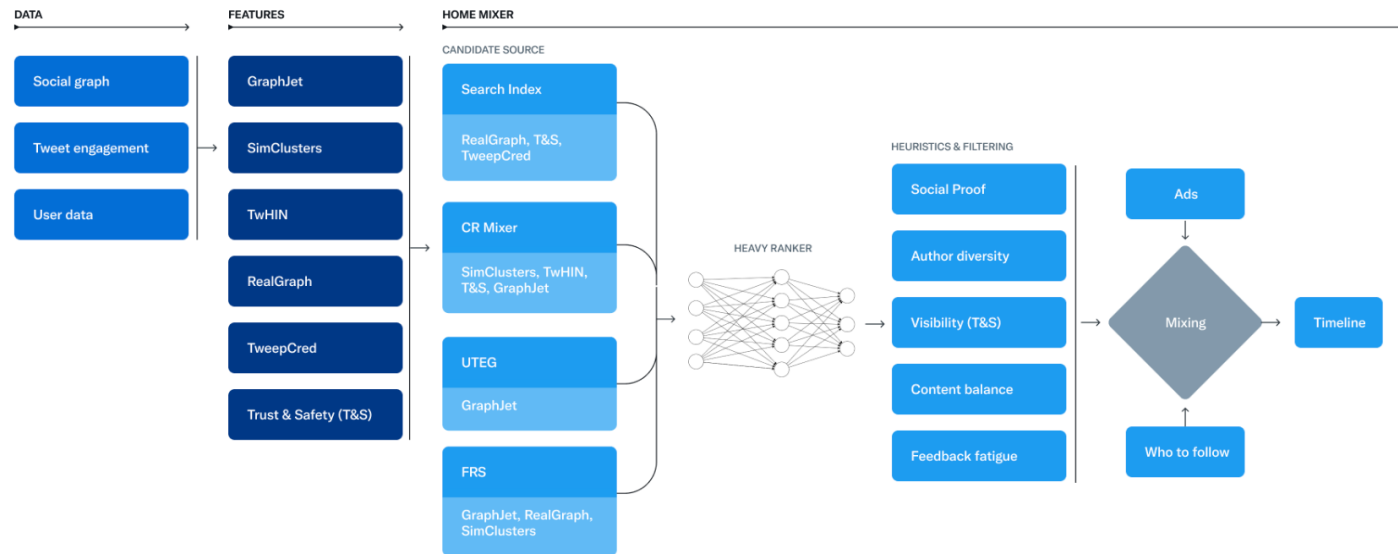 DATA
FEATURES
HOME MIXER
Social graph
Tweet engagement
User data
GraphJet
SimClusters
TwHIN
RealGraph
TweepCred
Trust & Safety (T&S)
CANDIDATE SOURCE
Search Index
RealGraph, T&S,
TweepCred
CR Mixer
SimClusters, TwHIN,
T&S, GraphJet
UTEG
GraphJet
FRS
GraphJet, RealGraph,
SimClusters
HEAVY RANKER
HEURISTICS & FILTERING
Social Proof
Author diversity
Visibility (T&S)
Content balance
Feedback fatigue
Ads
Mixing
Who to follow
Timeline